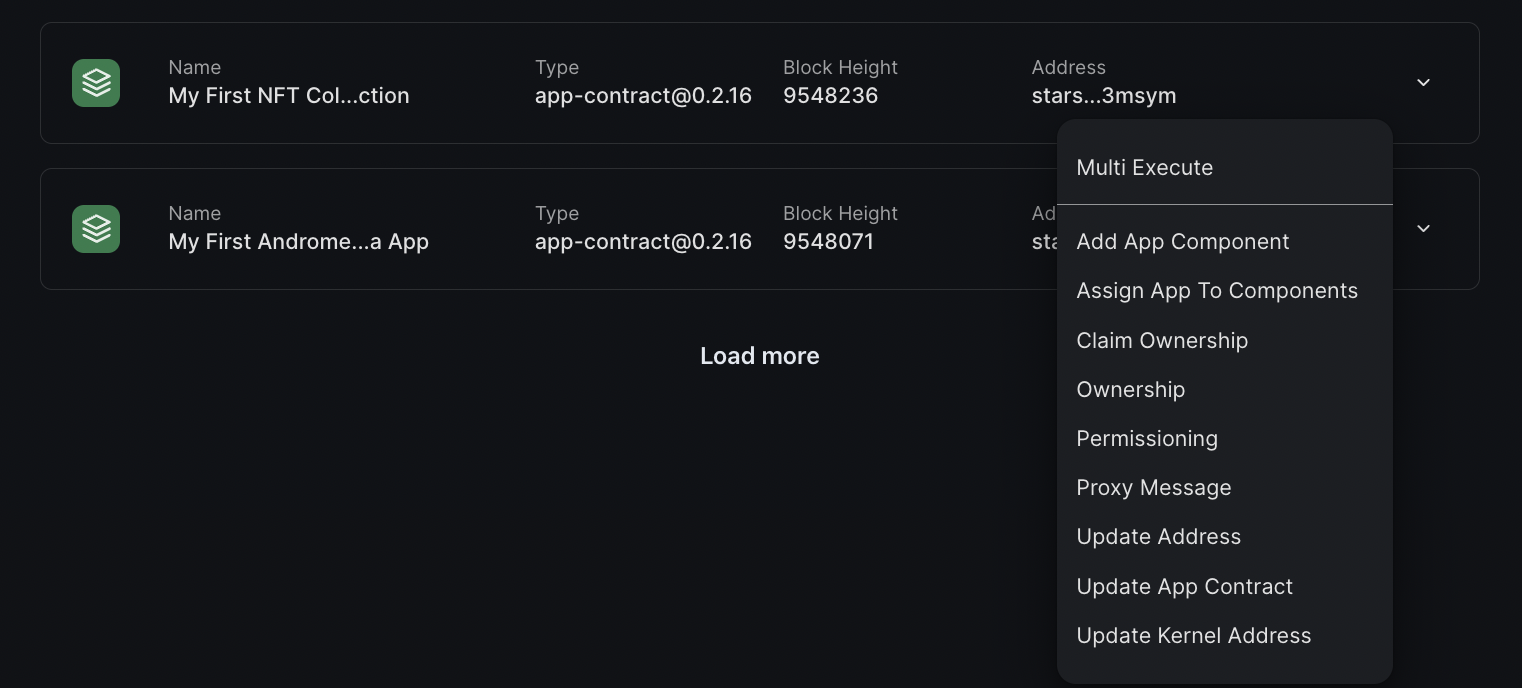 Name Type Block Height Address
My First NFT Col...ction app-contract@0.2.16 9548236 stars...3msym
Name Type Block Height Ad
My First Androme...a App app-contract@0.2.16 9548071 sta
Load more
Multi Execute
Add App Component
Assign App To Components
Claim Ownership
Ownership
Permissioning
Proxy Message
Update Address
Update App Contract
Update Kernel Address